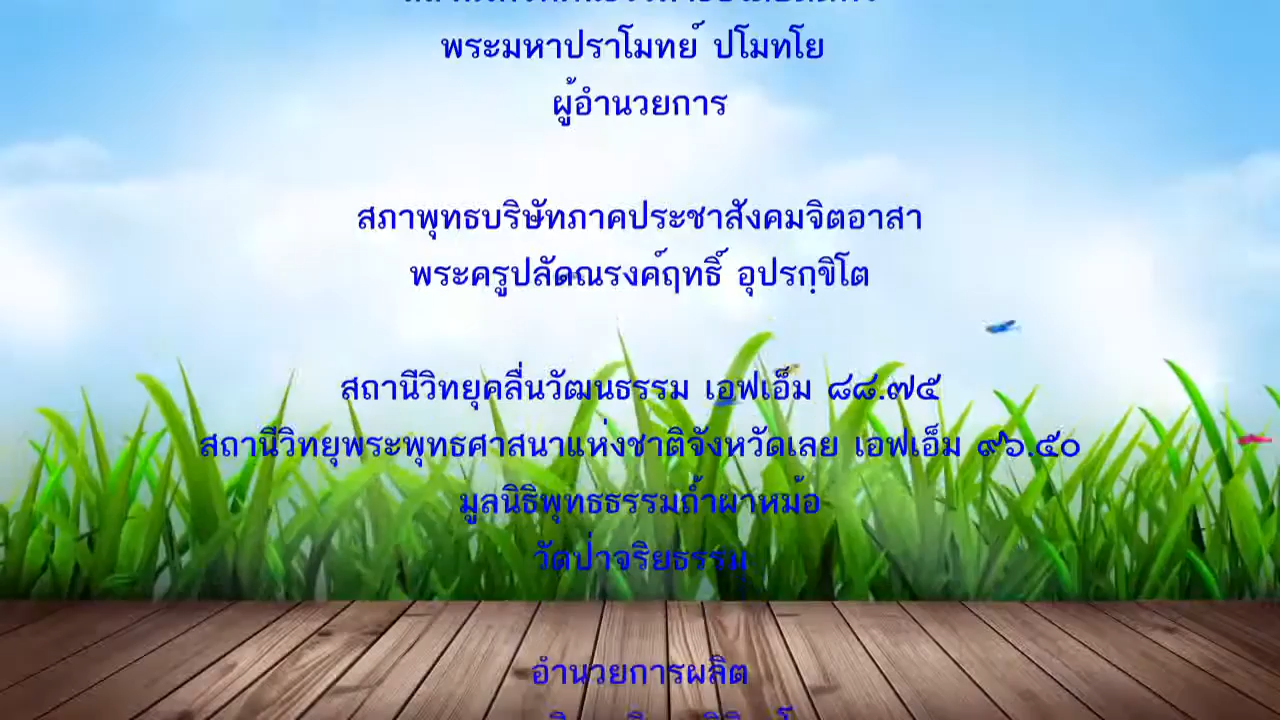 พระมหาปราโมทย์ ปโมทโย
ผู้อำนวยการ
สภาพุทธบริษัทภาคประชาสังคมจิตอาสา
พระครูปลัดณรงค์ฤทธิ์ อุปรกฺขิโต
สถานีวิทยุคลื่นวัฒนธรรม เอฟเอ็ม ๘๘.๗๕
สถานีวิทยุพระพุทธศาสนาแห่งชาติจังหวัดเลย เอฟเอ็ม ๙๖.๕๐
มูลนิธิพุทธธรรมถ้ำผาหม้อ
วัตป่าจริยธรรม
อำนวยการผลิต